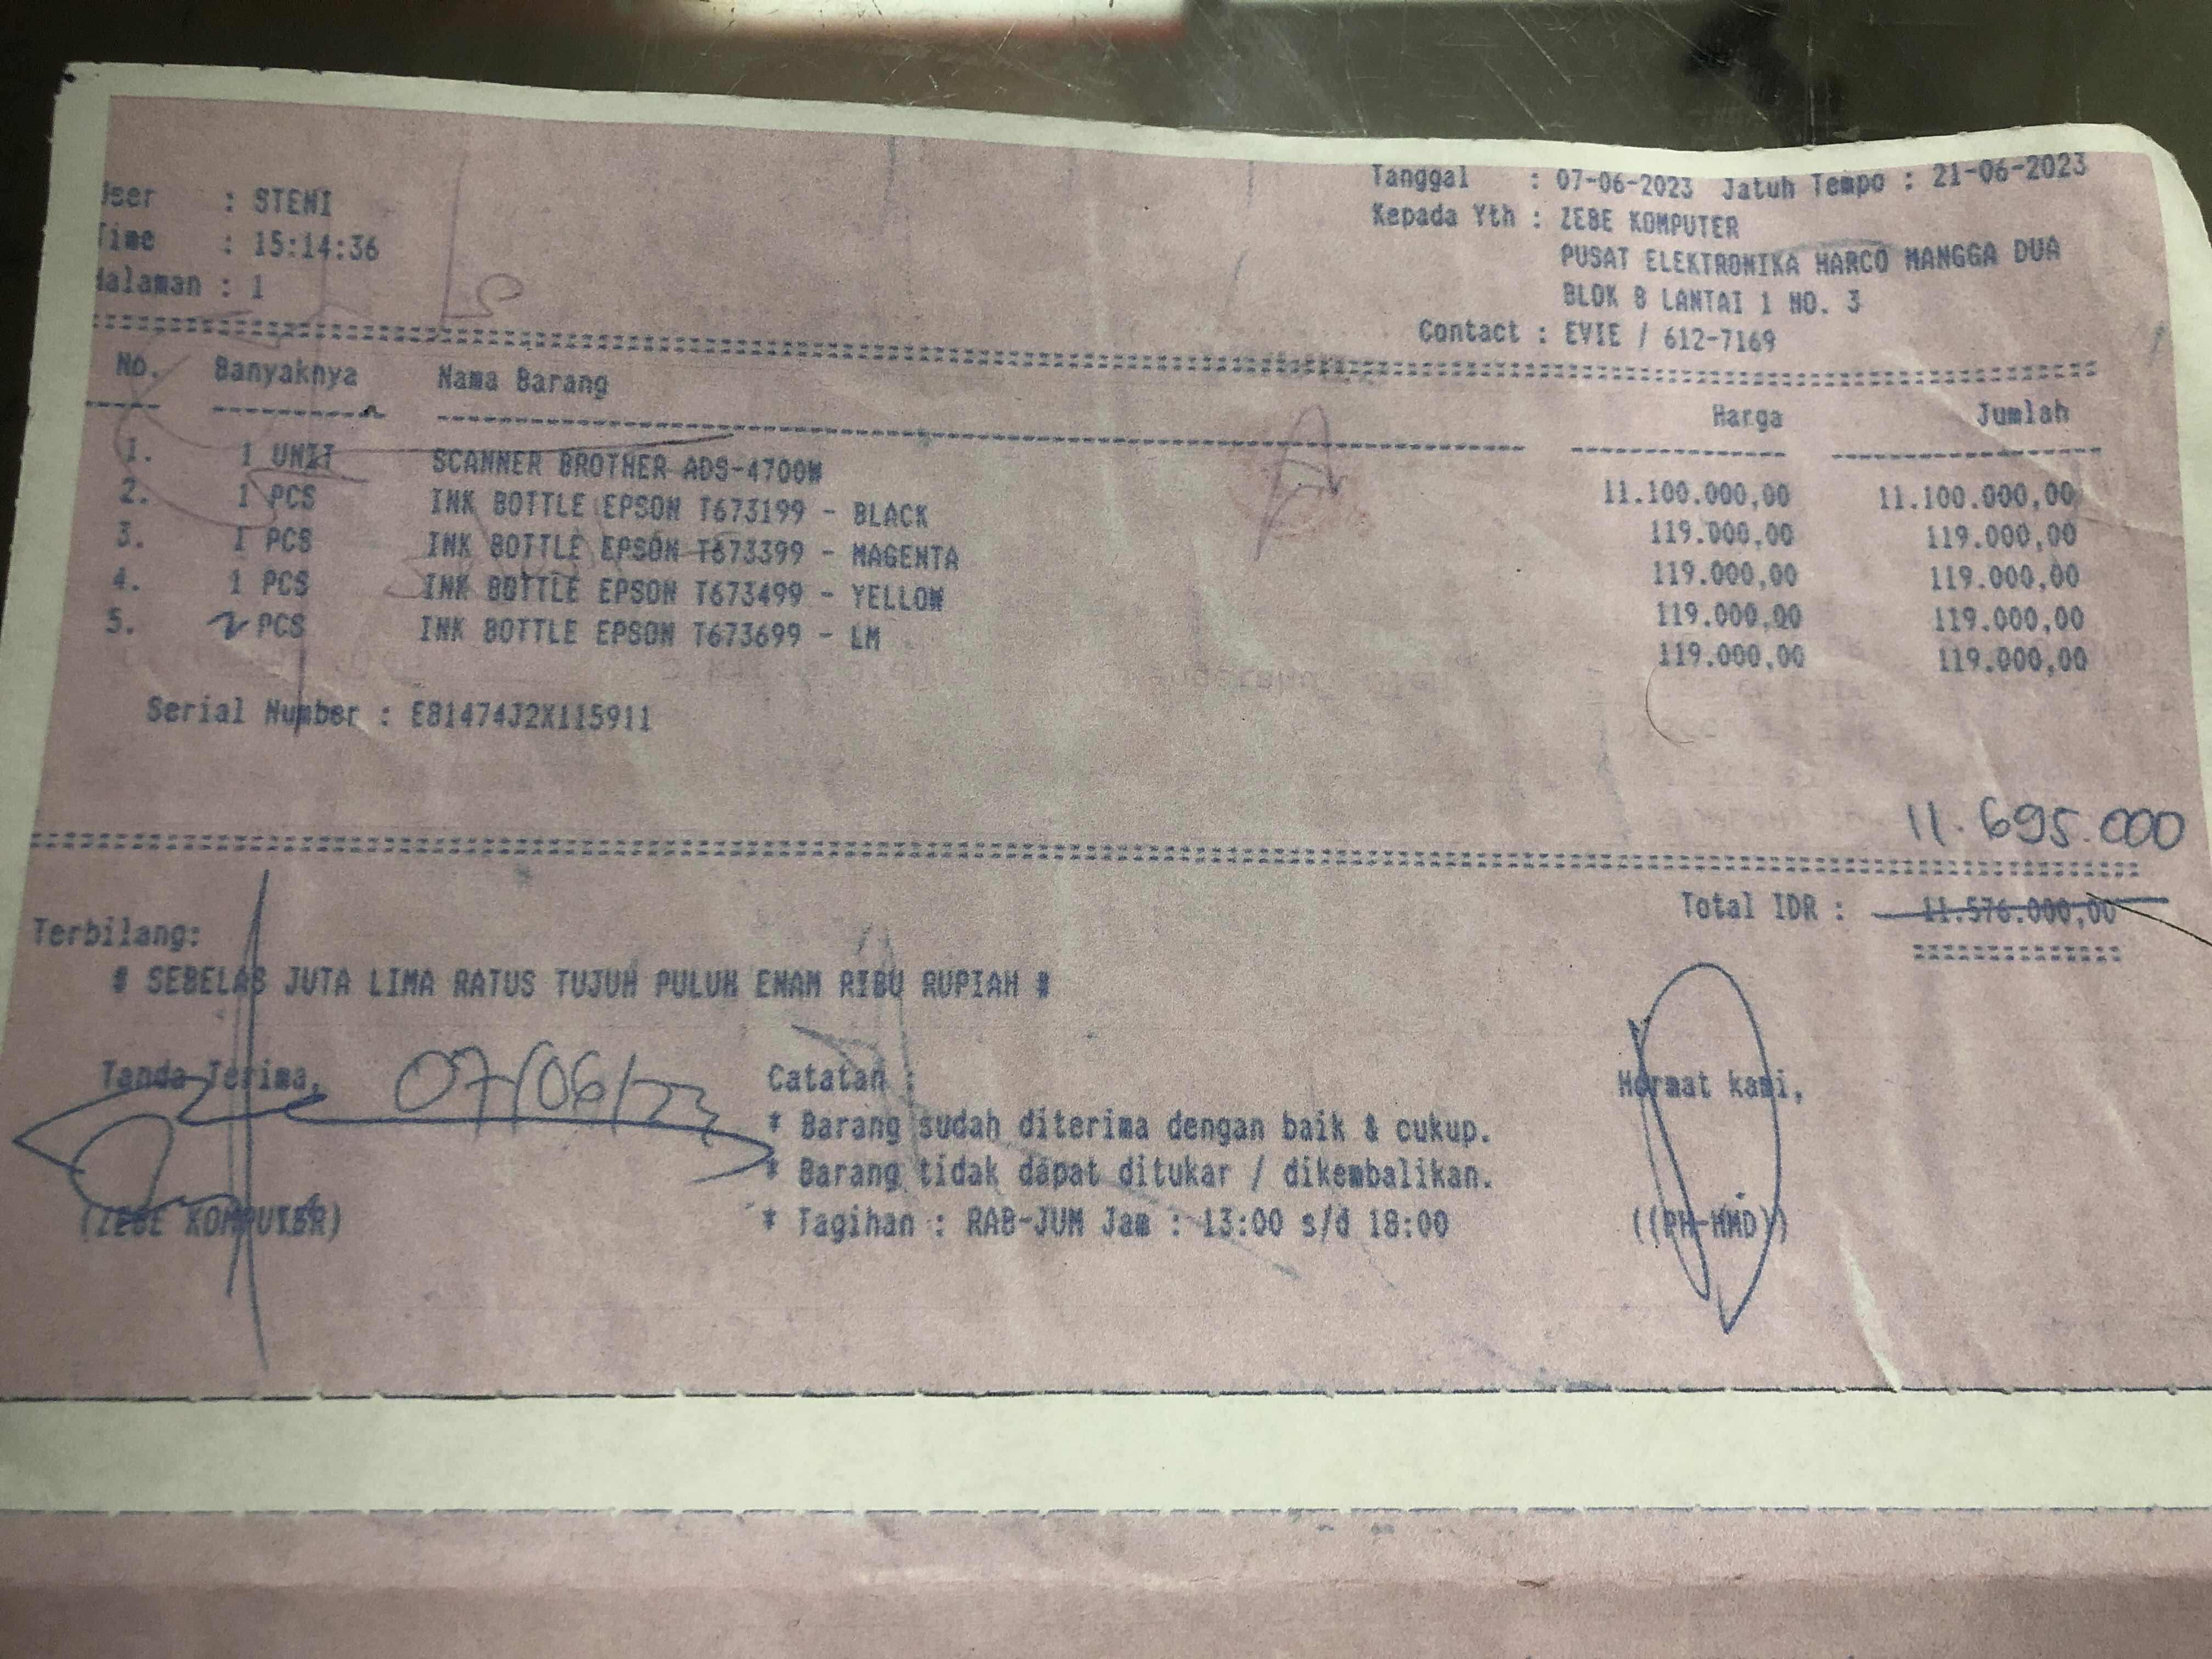 User : STEMI
Time : 15:14:36
Halaman : 1
Tanggal : 07-06-2023 Jatuh Tempo : 21-06-2023
Kepada Yth : ZEBE KOMPUTER
PUSAT ELEKTRONIKA HARCO MANGGA DUA
BLOK B LANTAI 1 NO. 3
Contact : EVIE / 612-7169
No. Banyaknya Nama Barang Harga Jumlah
1. 1 UNIT SCANNER BROTHER ADS-4700W 11.100.000,00 11.100.000,00
2. 1 PCS INK BOTTLE EPSON T673199 - BLACK 119.000,00 119.000,00
3. 1 PCS INK BOTTLE EPSON T673399 - MAGENTA 119.000,00 119.000,00
4. 1 PCS INK BOTTLE EPSON T673499 - YELLOW 119.000,00 119.000,00
5. 2 PCS INK BOTTLE EPSON T673699 - LM 119.000,00 119.000,00
Serial Number : E81474J2X115911
11.695.000
Total IDR : 11.576.000,00
Terbilang:
# SEBELAS JUTA LIMA RATUS TUJUH PULUH ENAM RIBU RUPIAH #
Tanda Terima, 07/06/23
Catatan :
* Barang sudah diterima dengan baik & cukup.
* Barang tidak dapat ditukar / dikembalikan.
* Tagihan : RAB-JUM Jam : 13:00 s/d 18:00
(ZEBE KOMPUTER)
Hormat kami,
((PH-HMD))